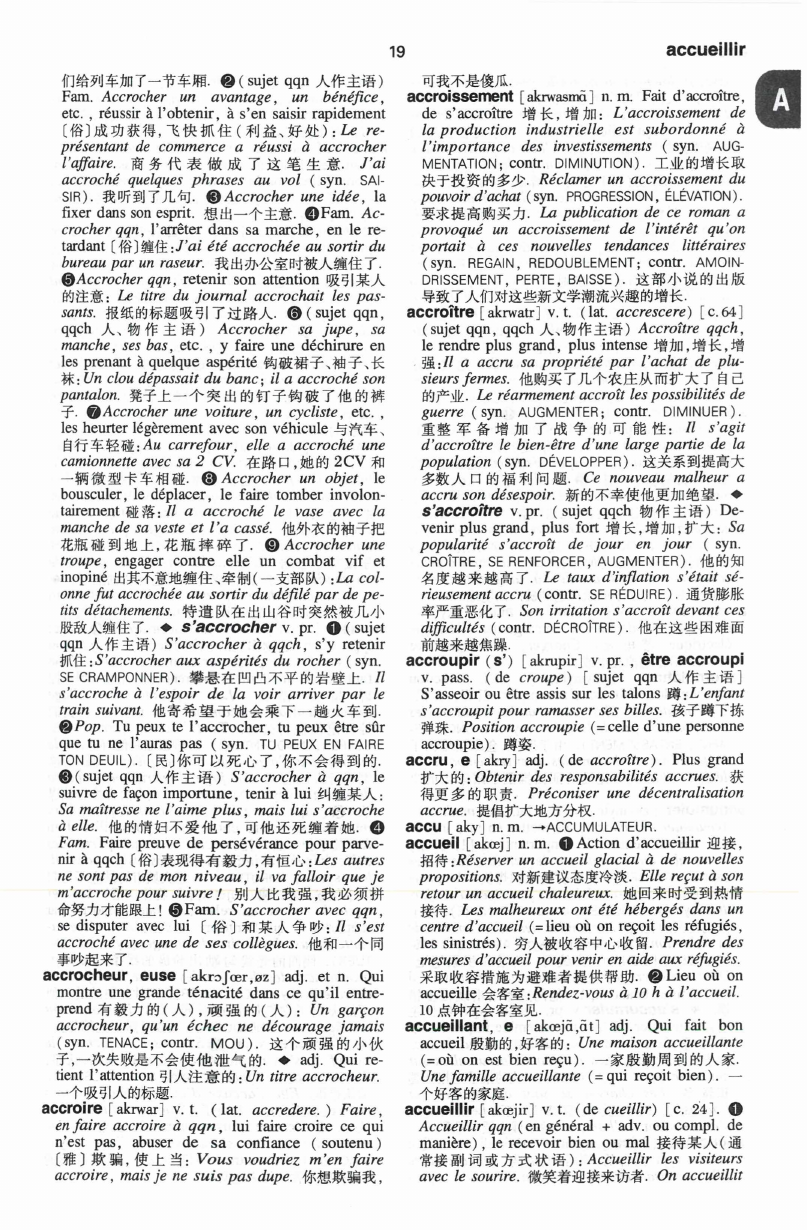 19
accueillir
A
们给列车加了一节车厢. ❷ ( sujet qqn 人作主语)
Fam. Accrocher un avantage, un bénéfice,
etc. , réussir à l'obtenir, à s'en saisir rapidement
〔俗〕成功获得,飞快抓住(利益、好处):Le re-
présentant de commerce a réussi à accrocher
l'affaire. 商务代表做成了这笔生意. J'ai
accroché quelques phrases au vol ( syn. SAI-
SIR). 我听到了几句. ❸ Accrocher une idée, la
fixer dans son esprit. 想出一个主意. ❹Fam. Ac-
crocher qqn, l'arrêter dans sa marche, en le re-
tardant〔俗〕缠住:J'ai été accrochée au sortir du
bureau par un raseur. 我出办公室时被人缠住了.
❺Accrocher qqn, retenir son attention 吸引某人
的注意: Le titre du journal accrochait les pas-
sants. 报纸的标题吸引了过路人. ❻ (sujet qqn,
qqch 人、物作主语) Accrocher sa jupe, sa
manche, ses bas, etc. , y faire une déchirure en
les prenant à quelque aspérité 钩破裙子、袖子、长
袜:Un clou dépassait du banc; il a accroché son
pantalon. 凳子上一个突出的钉子钩破了他的裤
子. ❼Accrocher une voiture, un cycliste, etc. ,
les heurter légèrement avec son véhicule 与汽车、
自行车轻碰:Au carrefour, elle a accroché une
camionnette avec sa 2 CV. 在路口,她的 2CV 和
一辆微型卡车相碰. ❽ Accrocher un objet, le
bousculer, le déplacer, le faire tomber involon-
tairement 碰落:Il a accroché le vase avec la
manche de sa veste et l'a cassé. 他外衣的袖子把
花瓶碰到地上,花瓶摔碎了. ❾ Accrocher une
troupe, engager contre elle un combat vif et
inopiné 出其不意地缠住、牵制(一支部队):La col-
onne fut accrochée au sortir du défilé par de pe-
tits détachements. 特遣队在出山谷时突然被几小
股敌人缠住了. ◆ s'accrocher v. pr. ❶ ( sujet
qqn 人作主语) S'accrocher à qqch, s'y retenir
抓住:S'accrocher aux aspérités du rocher (syn.
SE CRAMPONNER). 攀悬在凹凸不平的岩壁上. Il
s'accroche à l'espoir de la voir arriver par le
train suivant. 他寄希望于她会乘下一趟火车到.
❷Pop. Tu peux te l'accrocher, tu peux être sûr
que tu ne l'auras pas ( syn. TU PEUX EN FAIRE
TON DEUIL).〔民〕你可以死心了,你不会得到的.
❸(sujet qqn 人作主语) S'accrocher à qqn, le
suivre de façon importune, tenir à lui 纠缠某人:
Sa maîtresse ne l'aime plus, mais lui s'accroche
à elle. 他的情妇不爱他了,可他还死缠着她. ❹
Fam. Faire preuve de persévérance pour parve-
nir à qqch〔俗〕表现得有毅力,有恒心:Les autres
ne sont pas de mon niveau, il va falloir que je
m'accroche pour suivre! 别人比我强,我必须拼
命努力才能跟上! ❺Fam. S'accrocher avec qqn,
se disputer avec lui〔俗〕和某人争吵:Il s'est
accroché avec une de ses collègues. 他和一个同
事吵起来了.
accrocheur, euse [akrɔʃœr,øz] adj. et n. Qui
montre une grande ténacité dans ce qu'il entre-
prend 有毅力的(人),顽强的(人): Un garçon
accrocheur, qu'un échec ne décourage jamais
(syn. TENACE; contr. MOU). 这个顽强的小伙
子,一次失败是不会使他泄气的. ◆ adj. Qui re-
tient l'attention 引人注意的:Un titre accrocheur.
一个吸引人的标题.
accroire [akrwar] v. t. ( lat. accredere. ) Faire,
en faire accroire à qqn, lui faire croire ce qui
n'est pas, abuser de sa confiance ( soutenu )
〔雅〕欺骗,使上当: Vous voudriez m'en faire
accroire, mais je ne suis pas dupe. 你想欺骗我,
可我不是傻瓜.
accroissement [akrwasmɑ̃] n. m. Fait d'accroître,
de s'accroître 增长,增加: L'accroissement de
la production industrielle est subordonné à
l'importance des investissements ( syn. AUG-
MENTATION; contr. DIMINUTION). 工业的增长取
决于投资的多少. Réclamer un accroissement du
pouvoir d'achat (syn. PROGRESSION, ÉLÉVATION).
要求提高购买力. La publication de ce roman a
provoqué un accroissement de l'intérêt qu'on
portait à ces nouvelles tendances littéraires
(syn. REGAIN, REDOUBLEMENT; contr. AMOIN-
DRISSEMENT, PERTE, BAISSE). 这部小说的出版
导致了人们对这些新文学潮流兴趣的增长.
accroître [akrwatr] v. t. (lat. accrescere) [c. 64]
(sujet qqn, qqch 人、物作主语) Accroître qqch,
le rendre plus grand, plus intense 增加,增长,增
强:Il a accru sa propriété par l'achat de plu-
sieurs fermes. 他购买了几个农庄从而扩大了自己
的产业. Le réarmement accroît les possibilités de
guerre ( syn. AUGMENTER; contr. DIMINUER).
重整军备增加了战争的可能性: Il s'agit
d'accroître le bien-être d'une large partie de la
population (syn. DÉVELOPPER). 这关系到提高大
多数人口的福利问题. Ce nouveau malheur a
accru son désespoir. 新的不幸使他更加绝望. ◆
s'accroître v. pr. ( sujet qqch 物作主语) De-
venir plus grand, plus fort 增长,增加,扩大: Sa
popularité s'accroît de jour en jour ( syn.
CROÎTRE, SE RENFORCER, AUGMENTER). 他的知
名度越来越高了. Le taux d'inflation s'était sé-
rieusement accru (contr. SE RÉDUIRE). 通货膨胀
率严重恶化了. Son irritation s'accroît devant ces
difficultés (contr. DÉCROÎTRE). 他在这些困难面
前越来越焦躁.
accroupir (s') [akrupir] v. pr. , être accroupi
v. pass. ( de croupe) [ sujet qqn 人作主语]
S'asseoir ou être assis sur les talons 蹲:L'enfant
s'accroupit pour ramasser ses billes. 孩子蹲下拣
弹珠. Position accroupie (= celle d'une personne
accroupie). 蹲姿.
accru, e [akry] adj. (de accroître). Plus grand
扩大的:Obtenir des responsabilités accrues. 获
得更多的职责. Préconiser une décentralisation
accrue. 提倡扩大地方分权.
accu [aky] n. m. →ACCUMULATEUR.
accueil [akœj] n. m. ❶ Action d'accueillir 迎接,
招待:Réserver un accueil glacial à de nouvelles
propositions. 对新建议态度冷淡. Elle reçut à son
retour un accueil chaleureux. 她回来时受到热情
接待. Les malheureux ont été hébergés dans un
centre d'accueil (= lieu où on reçoit les réfugiés,
les sinistrés). 穷人被收容中心收留. Prendre des
mesures d'accueil pour venir en aide aux réfugiés.
采取收容措施为避难者提供帮助. ❷ Lieu où on
accueille 会客室:Rendez-vous à 10 h à l'accueil.
10 点钟在会客室见.
accueillant, e [akœjɑ̃,ɑ̃t] adj. Qui fait bon
accueil 殷勤的,好客的: Une maison accueillante
(= où on est bien reçu). 一家殷勤周到的人家.
Une famille accueillante (= qui reçoit bien). 一
个好客的家庭.
accueillir [akœjir] v. t. (de cueillir) [c. 24]. ❶
Accueillir qqn (en général + adv. ou compl. de
manière), le recevoir bien ou mal 接待某人(通
常接副词或方式状语): Accueillir les visiteurs
avec le sourire. 微笑着迎接来访者. On accueillit